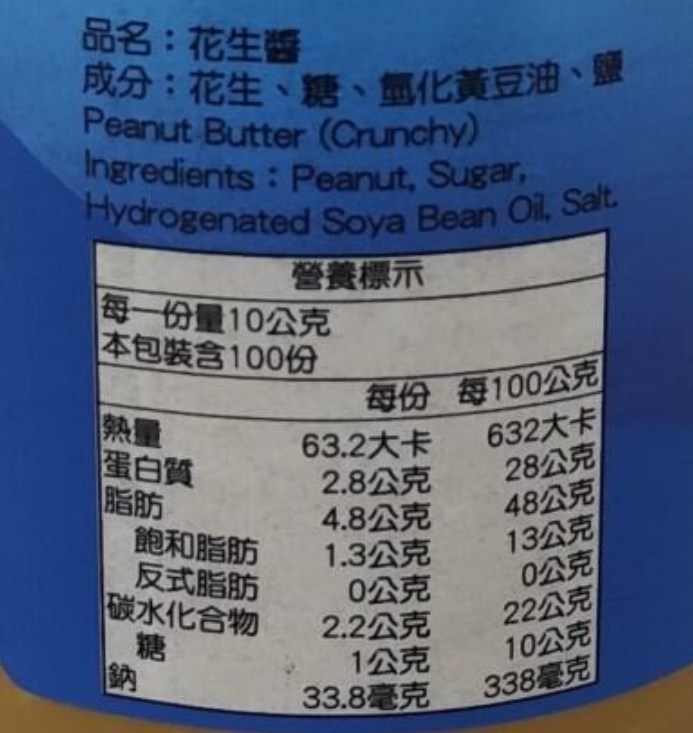 品名：花生醬
成分：花生、糖、氫化黃豆油、鹽
Peanut Butter (Crunchy)
Ingredients：Peanut, Sugar,
Hydrogenated Soya Bean Oil, Salt.
營養標示
每一份量10公克
本包裝含100份
每份 每100公克
熱量 63.2大卡 632大卡
蛋白質 2.8公克 28公克
脂肪 4.8公克 48公克
飽和脂肪 1.3公克 13公克
反式脂肪 0公克 0公克
碳水化合物 2.2公克 22公克
糖 1公克 10公克
鈉 33.8毫克 338毫克